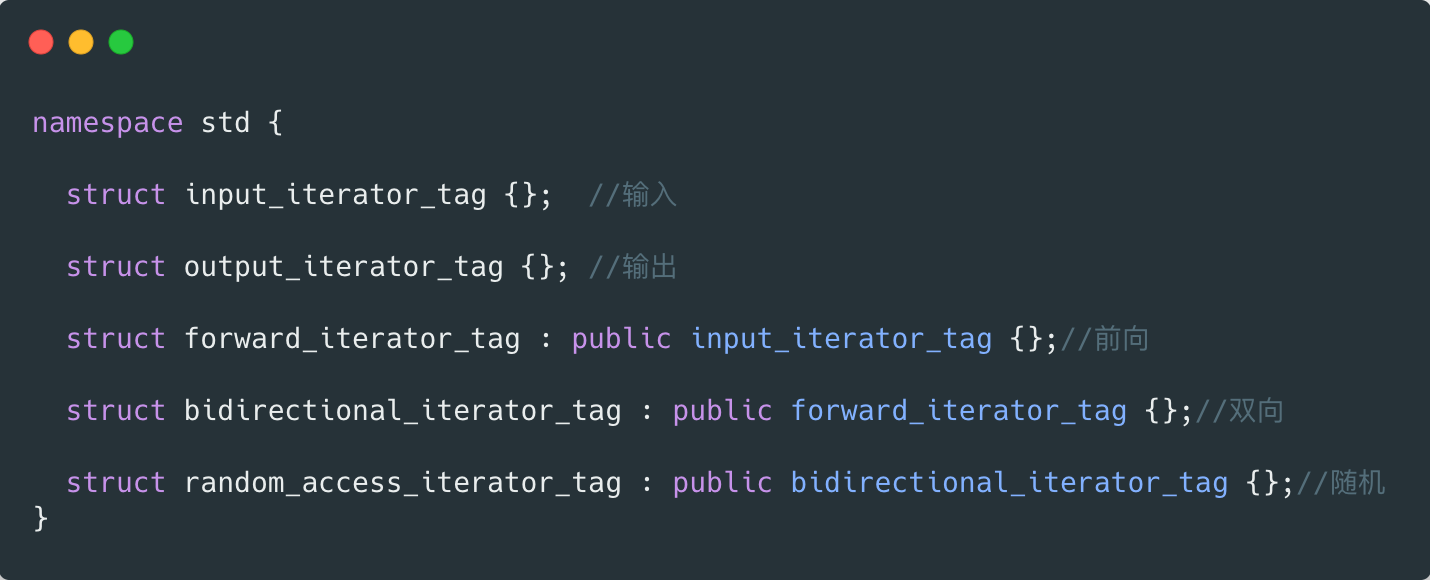 namespace std {
struct input_iterator_tag {};  //输入
struct output_iterator_tag {}; //输出
struct forward_iterator_tag : public input_iterator_tag {};//前向
struct bidirectional_iterator_tag : public forward_iterator_tag {};//双向
struct random_access_iterator_tag : public bidirectional_iterator_tag {};//随机
}